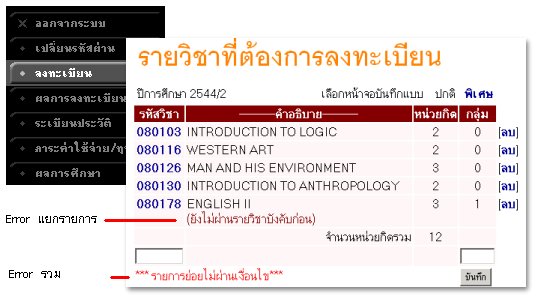 ออกจากระบบ
เปลี่ยนรหัสผ่าน
ลงทะเบียน
ผลการลงทะเบียน
ระเบียนประวัติ
ภาระค่าใช้จ่าย/ทุ
ผลการศึกษา
รายวิชาที่ต้องการลงทะเบียน
ปีการศึกษา 2544/2 เลือกหน้าจอบันทึกแบบ ปกติ พิเศษ
รหัสวิชา คำอธิบาย หน่วยกิต กลุ่ม
080103 INTRODUCTION TO LOGIC 2 0 [ลบ]
080116 WESTERN ART 2 0 [ลบ]
080126 MAN AND HIS ENVIRONMENT 3 0 [ลบ]
080130 INTRODUCTION TO ANTHROPOLOGY 2 0 [ลบ]
080178 ENGLISH II 3 1 [ลบ]
Error แยกรายการ (ยังไม่ผ่านรายวิชาบังคับก่อน)
จำนวนหน่วยกิตรวม 12
Error รวม *** รายการย่อยไม่ผ่านเงื่อนไข***
บันทึก